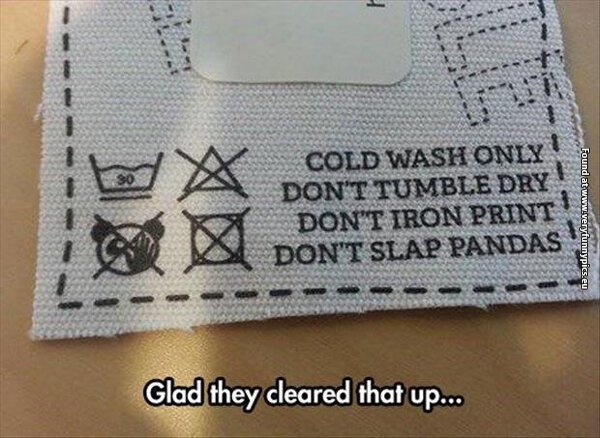 30
COLD WASH ONLY
DON'T TUMBLE DRY
DON'T IRON PRINT
DON'T SLAP PANDAS
Found at www.veryfunnypics.eu
Glad they cleared that up...